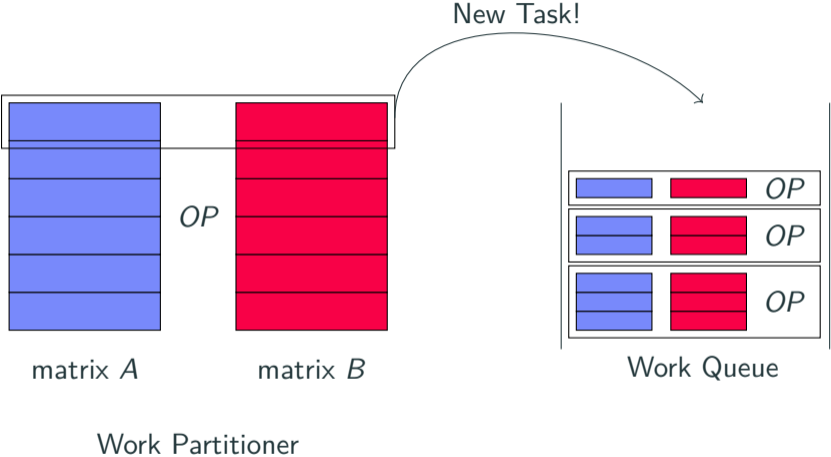 New Task!
OP
OP
OP
OP
matrix A
matrix B
Work Queue
Work Partitioner